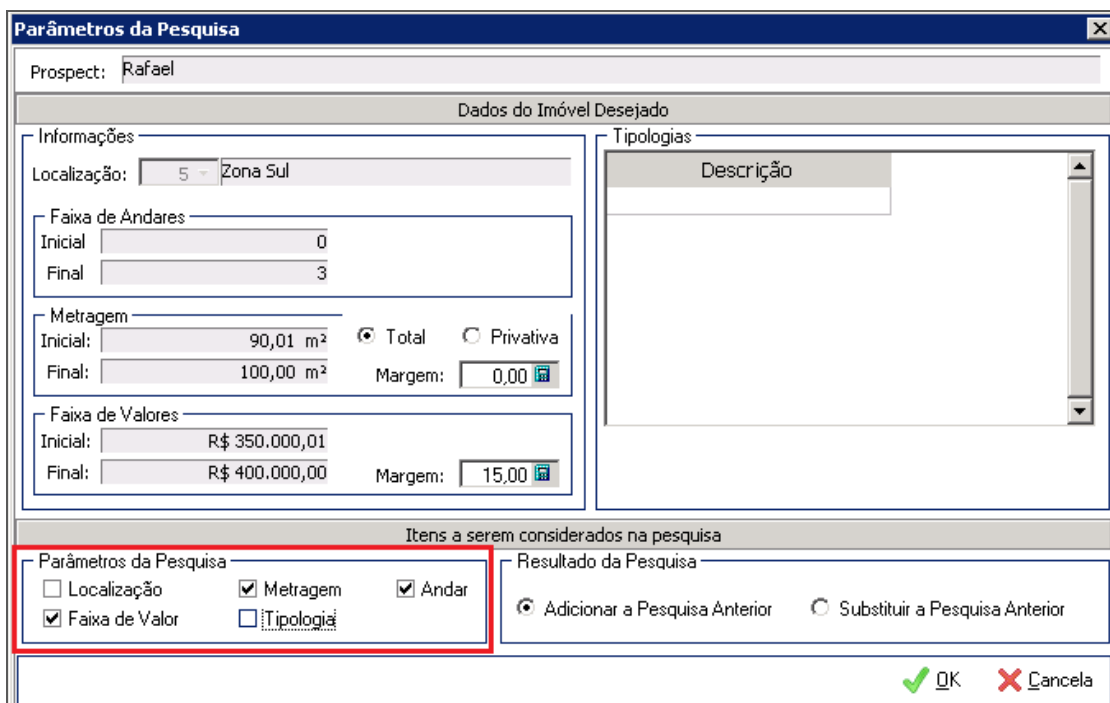 Parâmetros da Pesquisa
Prospect: Rafael
Dados do Imóvel Desejado
Informações
Localização: 5 Zona Sul
Faixa de Andares
Inicial 0
Final 3
Metragem
Inicial: 90,01 m² Total Privativa
Final: 100,00 m² Margem: 0,00
Faixa de Valores
Inicial: R$ 350.000,01
Final: R$ 400.000,00 Margem: 15,00
Tipologias
Descrição
Itens a serem considerados na pesquisa
Parâmetros da Pesquisa
Localização Metragem Andar
Faixa de Valor Tipologia
Resultado da Pesquisa
Adicionar a Pesquisa Anterior Substituir a Pesquisa Anterior
OK Cancela